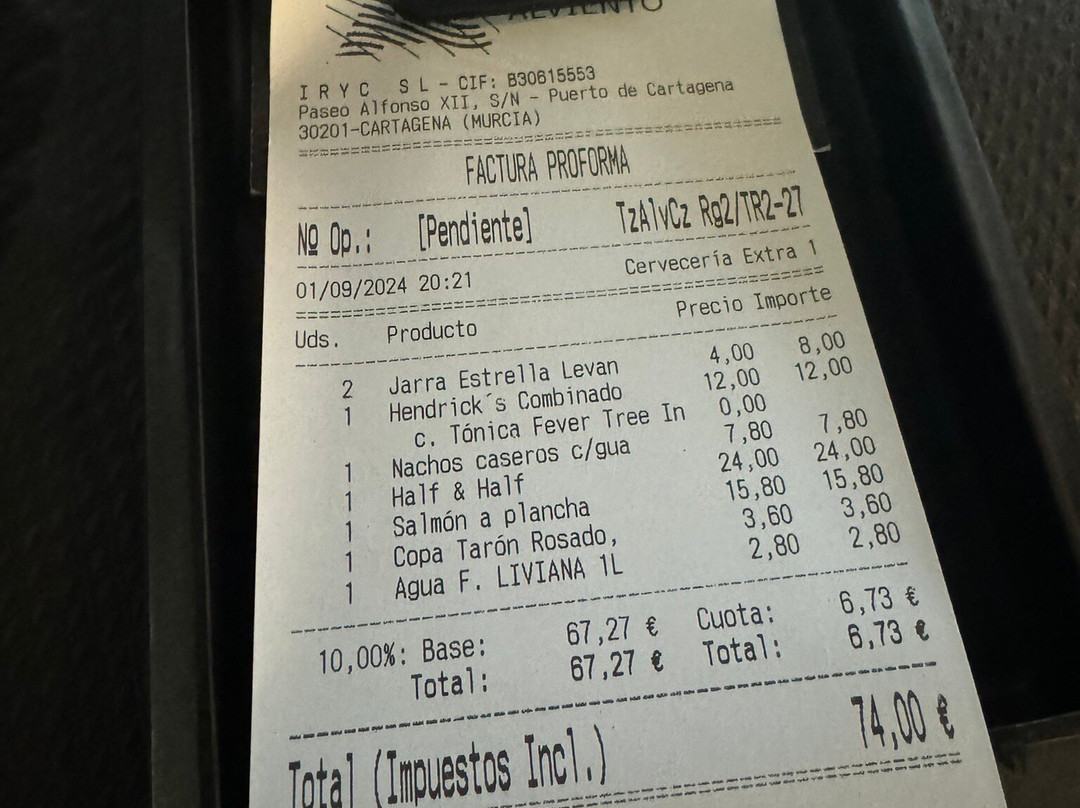 ALVIENTO
I R Y C S L - CIF: B30615553
Paseo Alfonso XII, S/N - Puerto de Cartagena
30201-CARTAGENA (MURCIA)
FACTURA PROFORMA
Nº Op.: [Pendiente] TzAlvCz Rg2/TR2-27
01/09/2024 20:21 Cervecería Extra 1
Uds. Producto Precio Importe
2 Jarra Estrella Levan 4,00 8,00
1 Hendrick´s Combinado 12,00 12,00
c. Tónica Fever Tree In 0,00
1 Nachos caseros c/gua 7,80 7,80
1 Half & Half 24,00 24,00
1 Salmón a plancha 15,80 15,80
1 Copa Tarón Rosado, 3,60 3,60
1 Agua F. LIVIANA 1L 2,80 2,80
10,00%: Base: 67,27 € Cuota: 6,73 €
Total: 67,27 € Total: 6,73 €
Total (Impuestos Incl.) 74,00 €